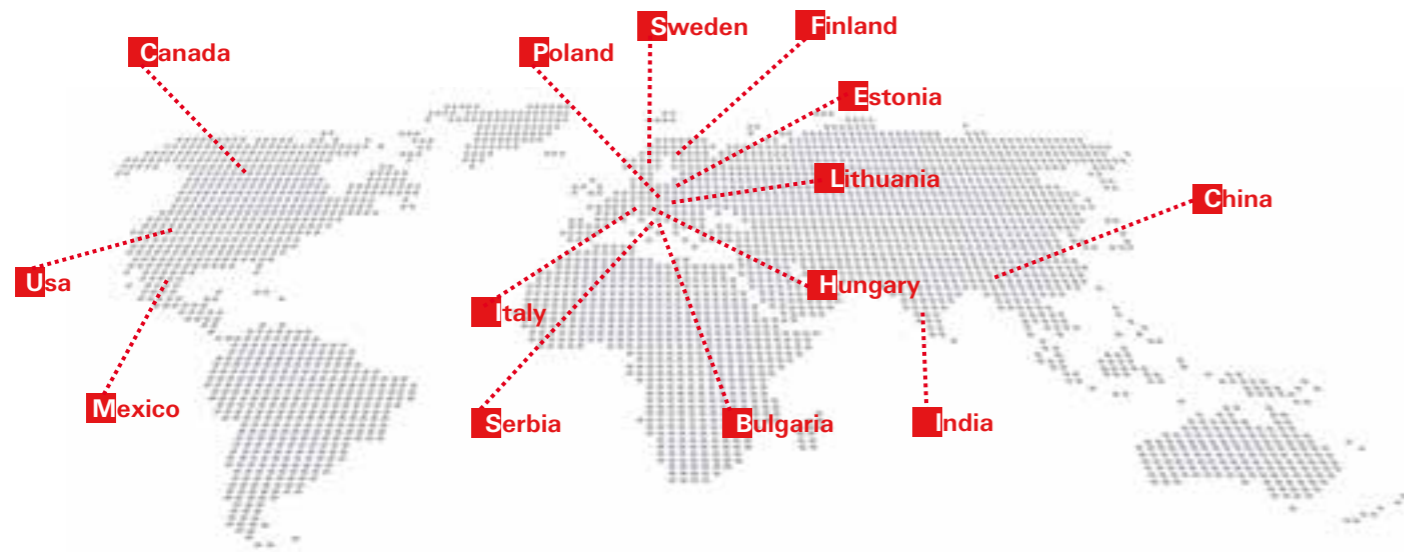 Sweden
Finland
Canada
Poland
Estonia
Lithuania
China
Usa
Hungary
Italy
Mexico
Serbia
Bulgaria
India